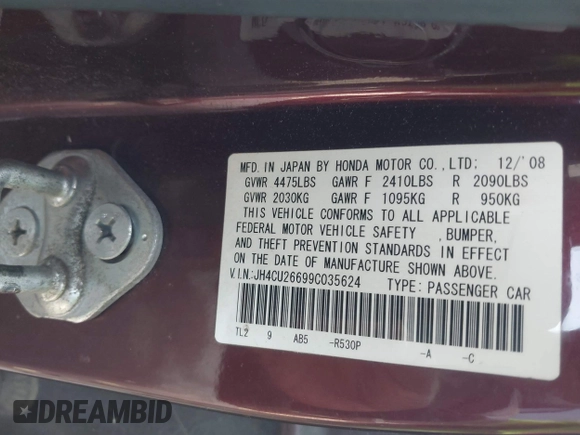 MFD. IN JAPAN BY HONDA MOTOR CO., LTD: 12/'08
GVWR 4475LBS GAWR F 2410LBS R 2090LBS
GVWR 2030KG GAWR F 1095KG R 950KG
THIS VEHICLE CONFORMS TO ALL APPLICABLE
FEDERAL MOTOR VEHICLE SAFETY , BUMPER,
AND THEFT PREVENTION STANDARDS IN EFFECT
ON THE DATE OF MANUFACTURE SHOWN ABOVE.
V.I.N: JH4CU26699C035624 TYPE: PASSENGER CAR
TL2 9 AB5 -R530P -A -C
DREAMBID